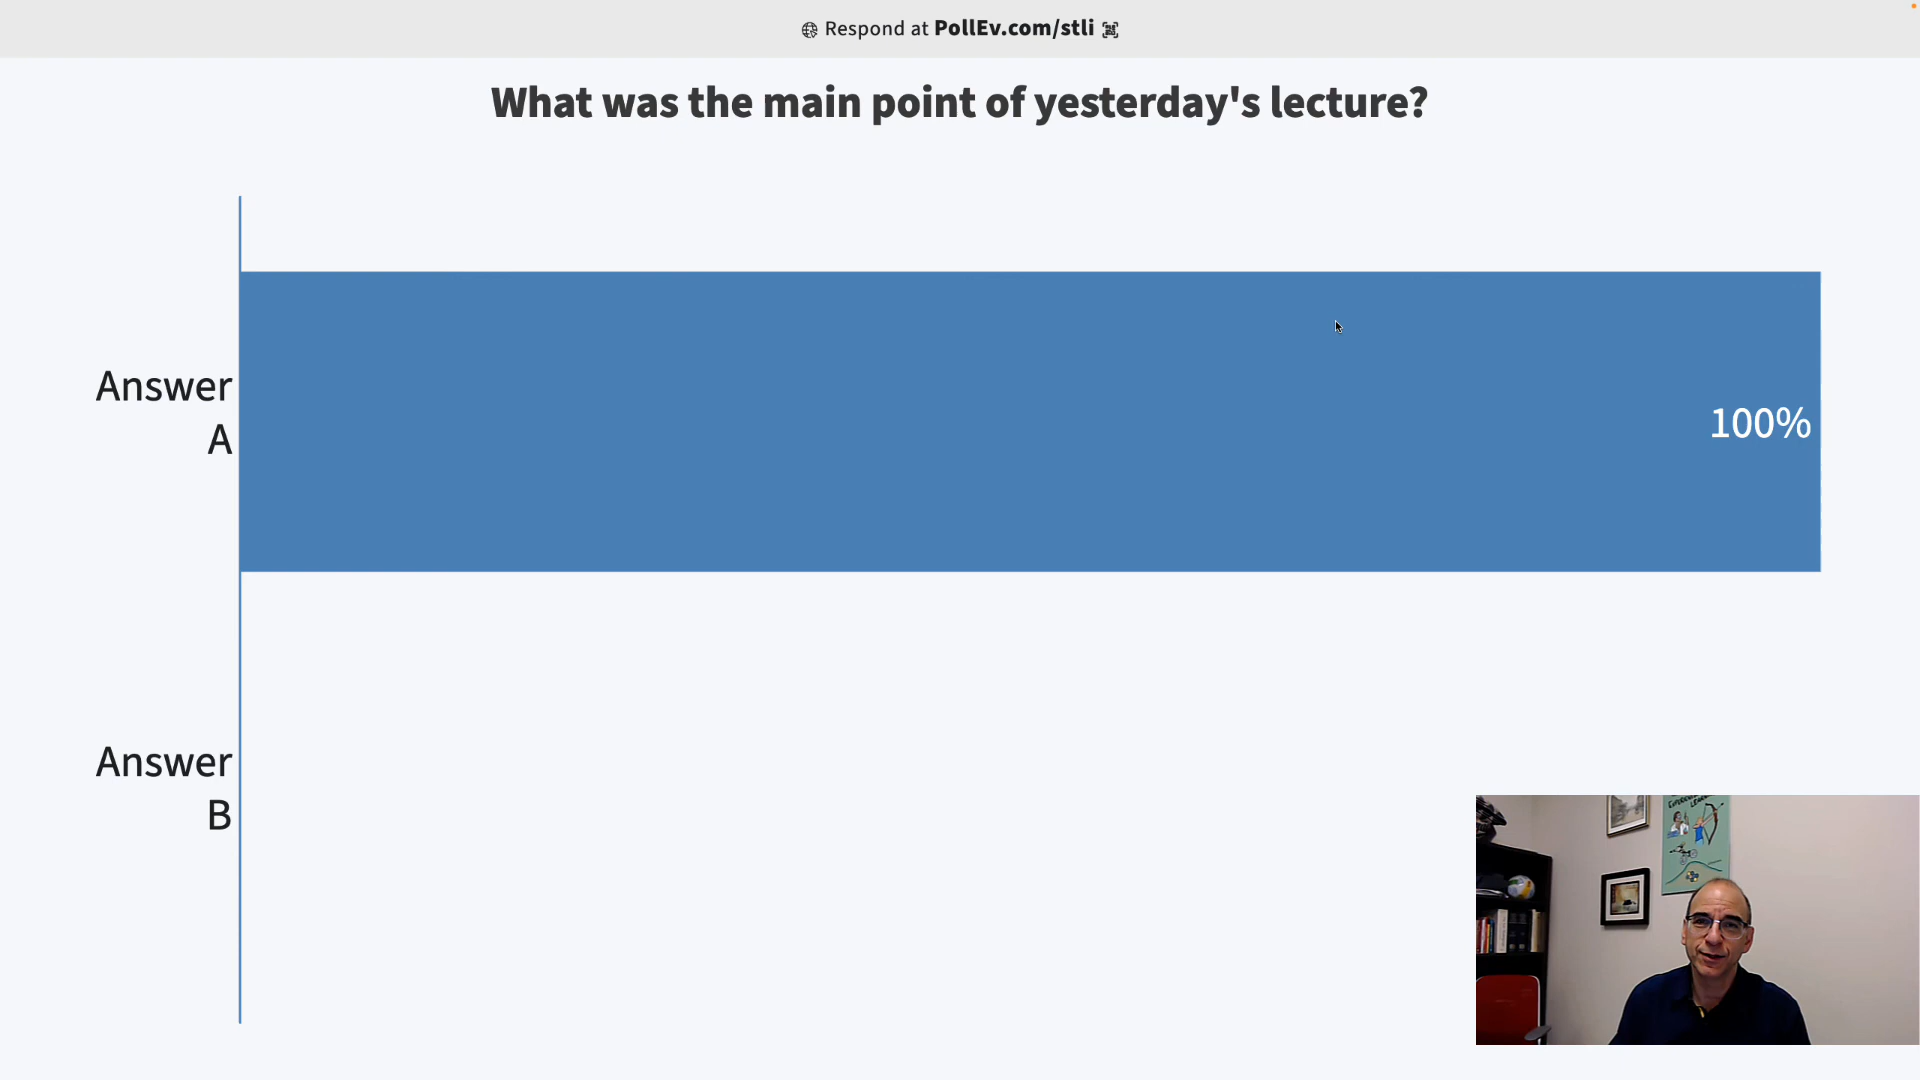 Respond at PollEv.com/stli
What was the main point of yesterday's lecture?
Answer
A
100%
Answer
B